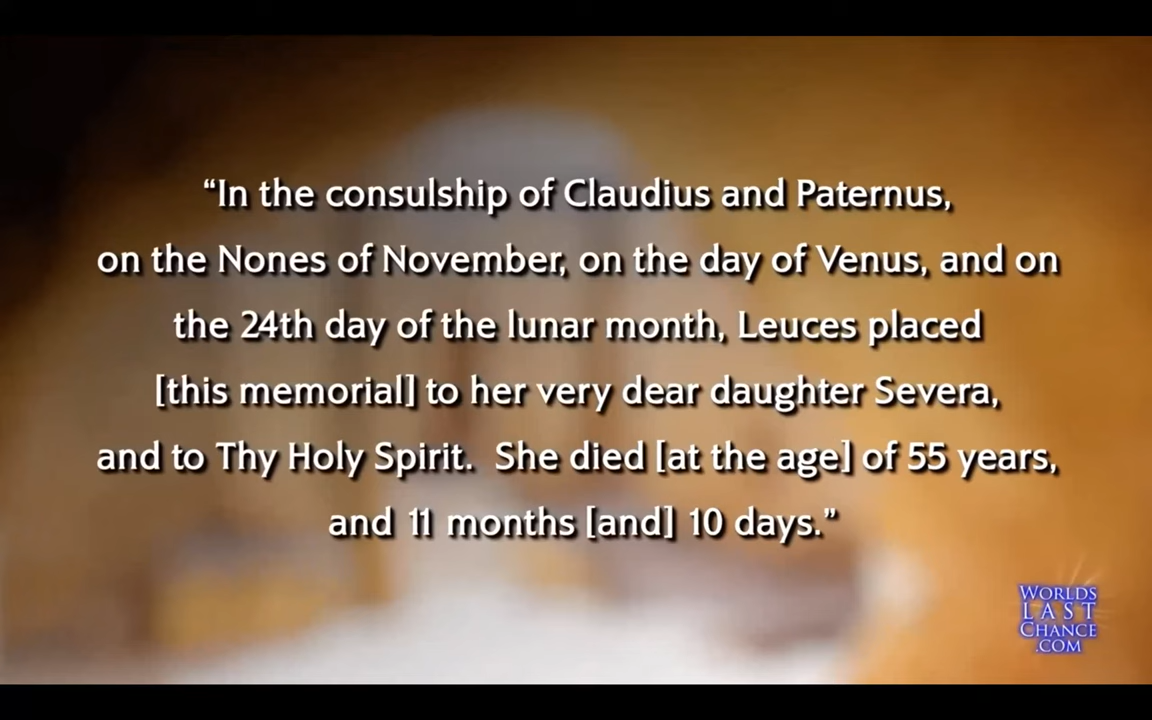 “In the consulship of Claudius and Paternus,
on the Nones of November, on the day of Venus, and on
the 24th day of the lunar month, Leuces placed
[this memorial] to her very dear daughter Severa,
and to Thy Holy Spirit.  She died [at the age] of 55 years,
and 11 months [and] 10 days.”
WORLDS
LAST
CHANCE
.COM